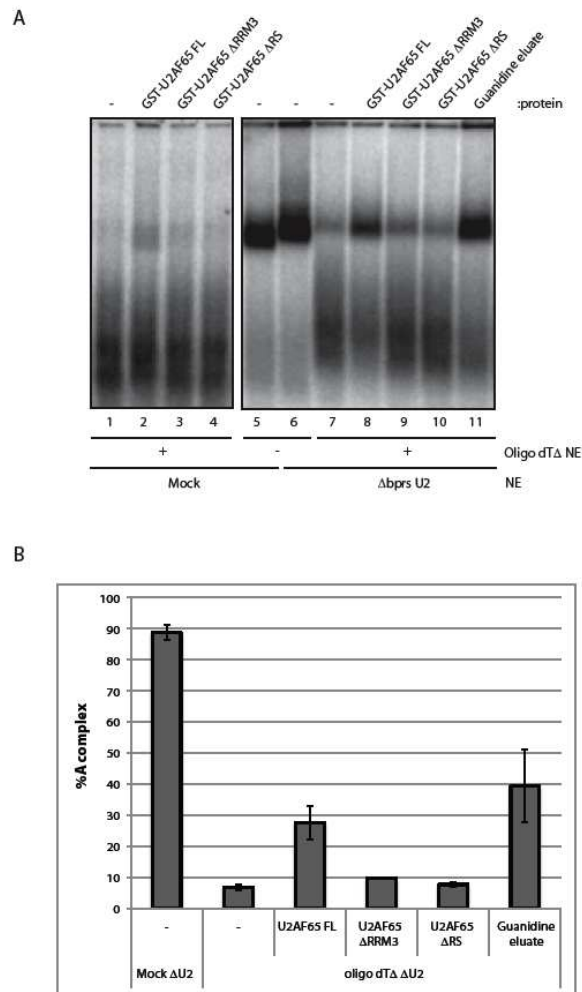 A
- GST-U2AF65 FL GST-U2AF65 ΔRRM3 GST-U2AF65 ΔRS - - - GST-U2AF65 FL GST-U2AF65 ΔRRM3 GST-U2AF65 ΔRS Guanidine eluate :protein
1 2 3 4 5 6 7 8 9 10 11
+ - + Oligo dTΔ NE
Mock Δbprs U2 NE
B
100
90
80
70
60
50
40
30
20
10
0
%A complex
- - U2AF65 FL U2AF65 ΔRRM3 U2AF65 ΔRS Guanidine eluate
Mock ΔU2 oligo dTΔ ΔU2